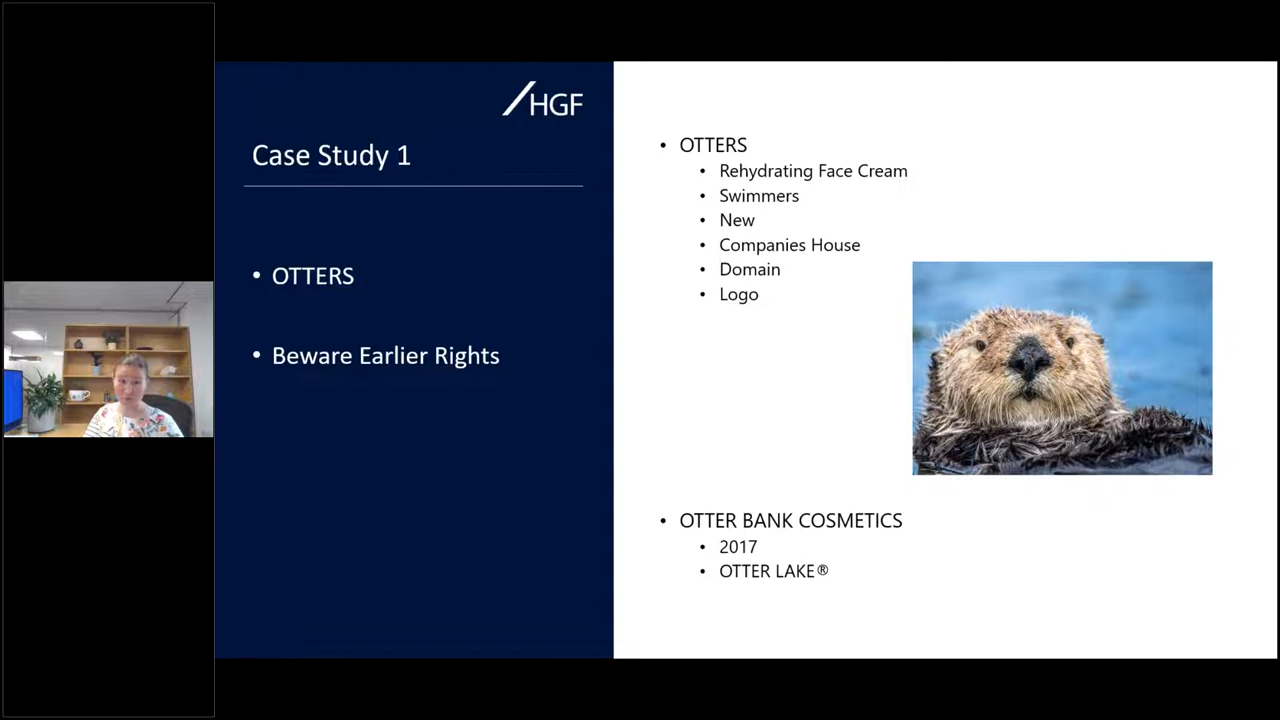 HGF
Case Study 1
• OTTERS
• Beware Earlier Rights
• OTTERS
• Rehydrating Face Cream
• Swimmers
• New
• Companies House
• Domain
• Logo
• OTTER BANK COSMETICS
• 2017
• OTTER LAKE®